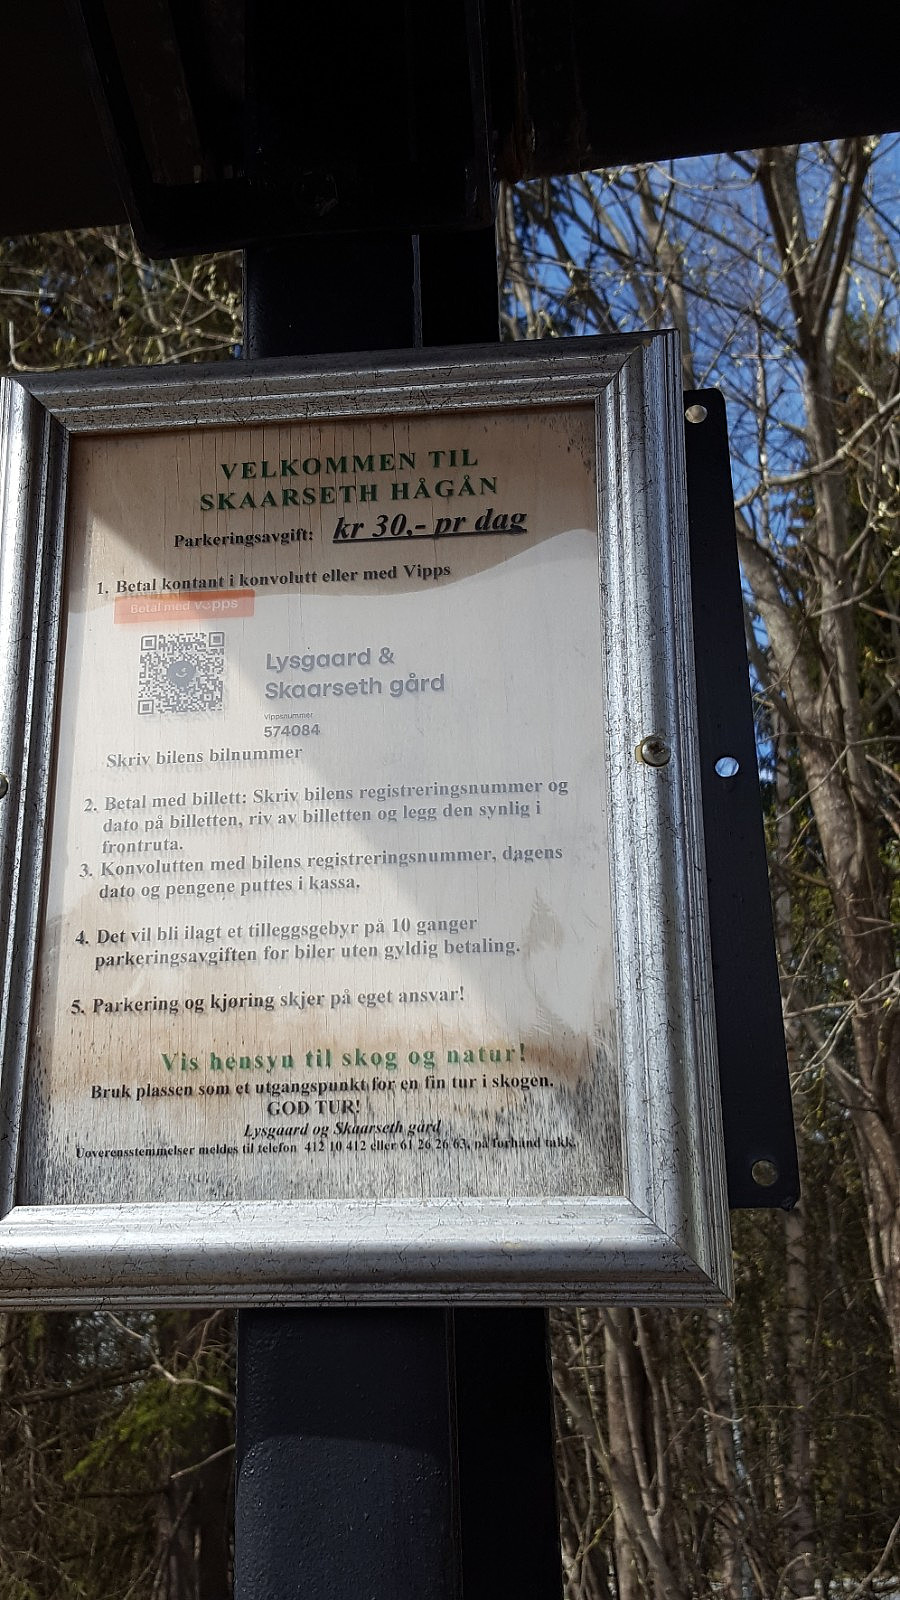 VELKOMMEN TIL
SKAARSETH HÅGÅN
Parkeringsavgift: kr 30,- pr dag
1. Betal kontant i konvolutt eller med Vipps
Betal med vipps
Lysgaard &
Skaarseth gård
Vippsnummer
574084
Skriv bilens bilnummer
2. Betal med billett: Skriv bilens registreringsnummer og
dato på billetten, riv av billetten og legg den synlig i
frontruta.
3. Konvolutten med bilens registreringsnummer, dagens
dato og pengene puttes i kassa.
4. Det vil bli ilagt et tilleggsgebyr på 10 ganger
parkeringsavgiften for biler uten gyldig betaling.
5. Parkering og kjøring skjer på eget ansvar!
Vis hensyn til skog og natur!
Bruk plassen som et utgangspunkt for en fin tur i skogen.
GOD TUR!
Lysgaard og Skaarseth gård
Uoverensstemmelser meldes til telefon 412 10 412 eller 61 26 26 63, på forhånd takk.